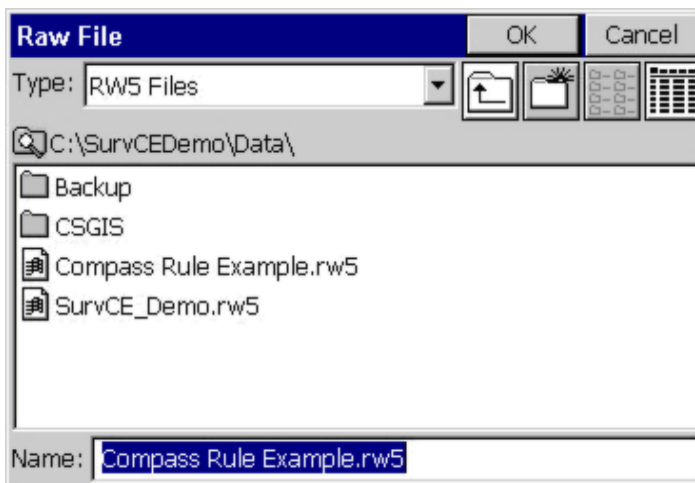 Raw File OK Cancel
Type: RW5 Files
C:\SurvCEDemo\Data\
Backup
CSGIS
Compass Rule Example.rw5
SurvCE_Demo.rw5
Name: Compass Rule Example.rw5